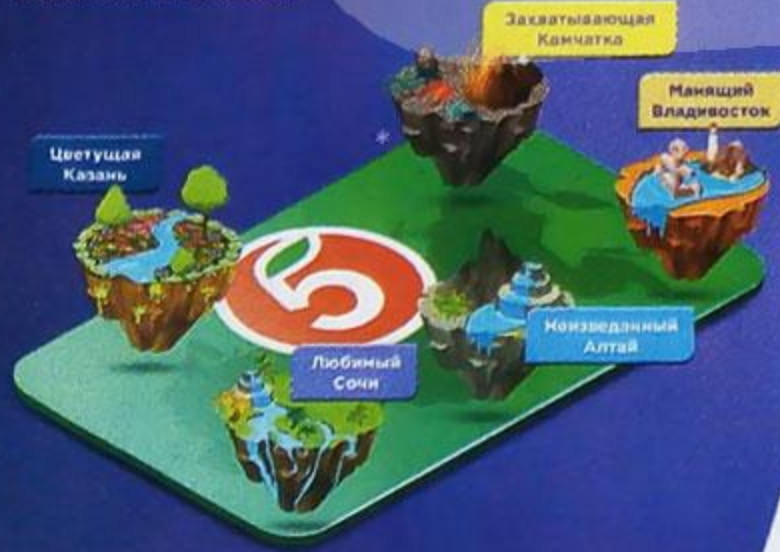 Захватывающая
Камчатка
Манящий
Владивосток
Цветущая
Казань
5
Неизведанный
Алтай
Любимый
Сочи